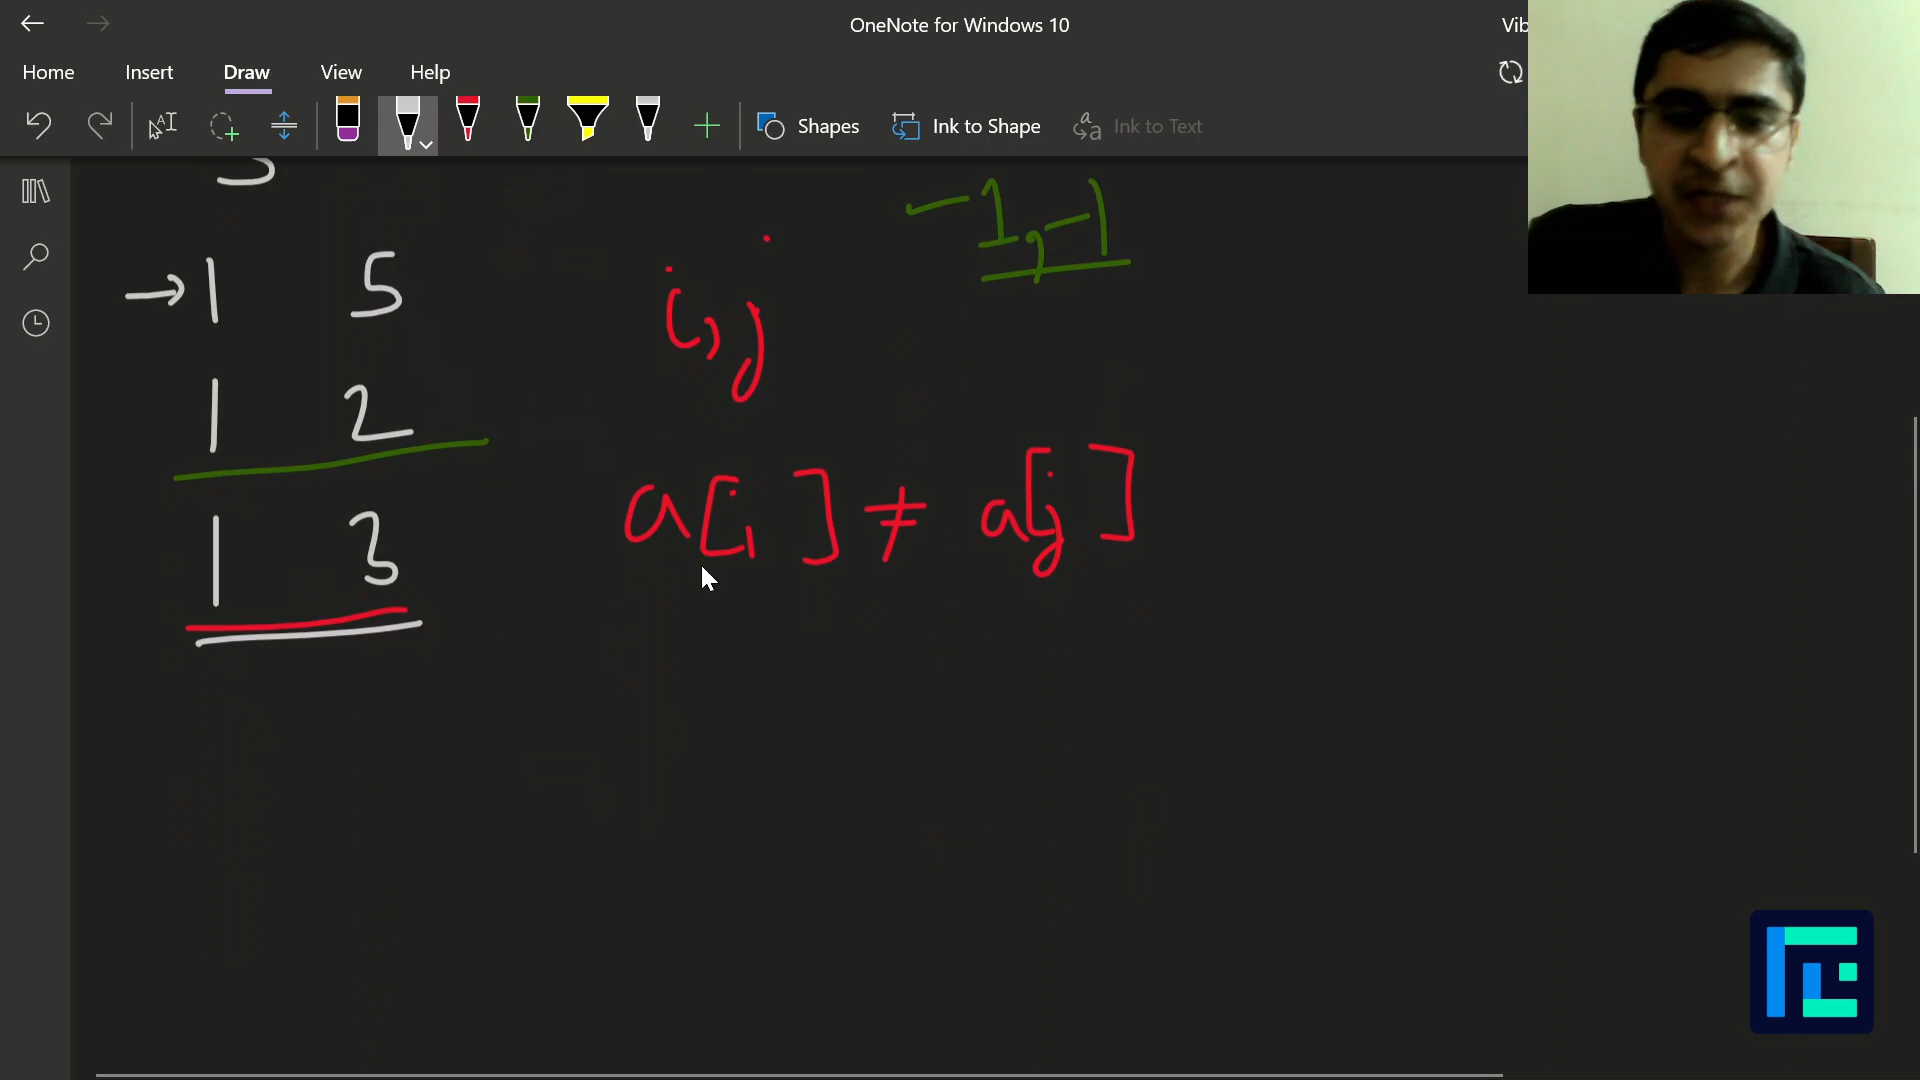 OneNote for Windows 10
Vib
Home Insert Draw View Help
Shapes Ink to Shape Ink to Text
-1, -1
→ 1 5
i, j
1 2
a[i] ≠ a[j]
1 3